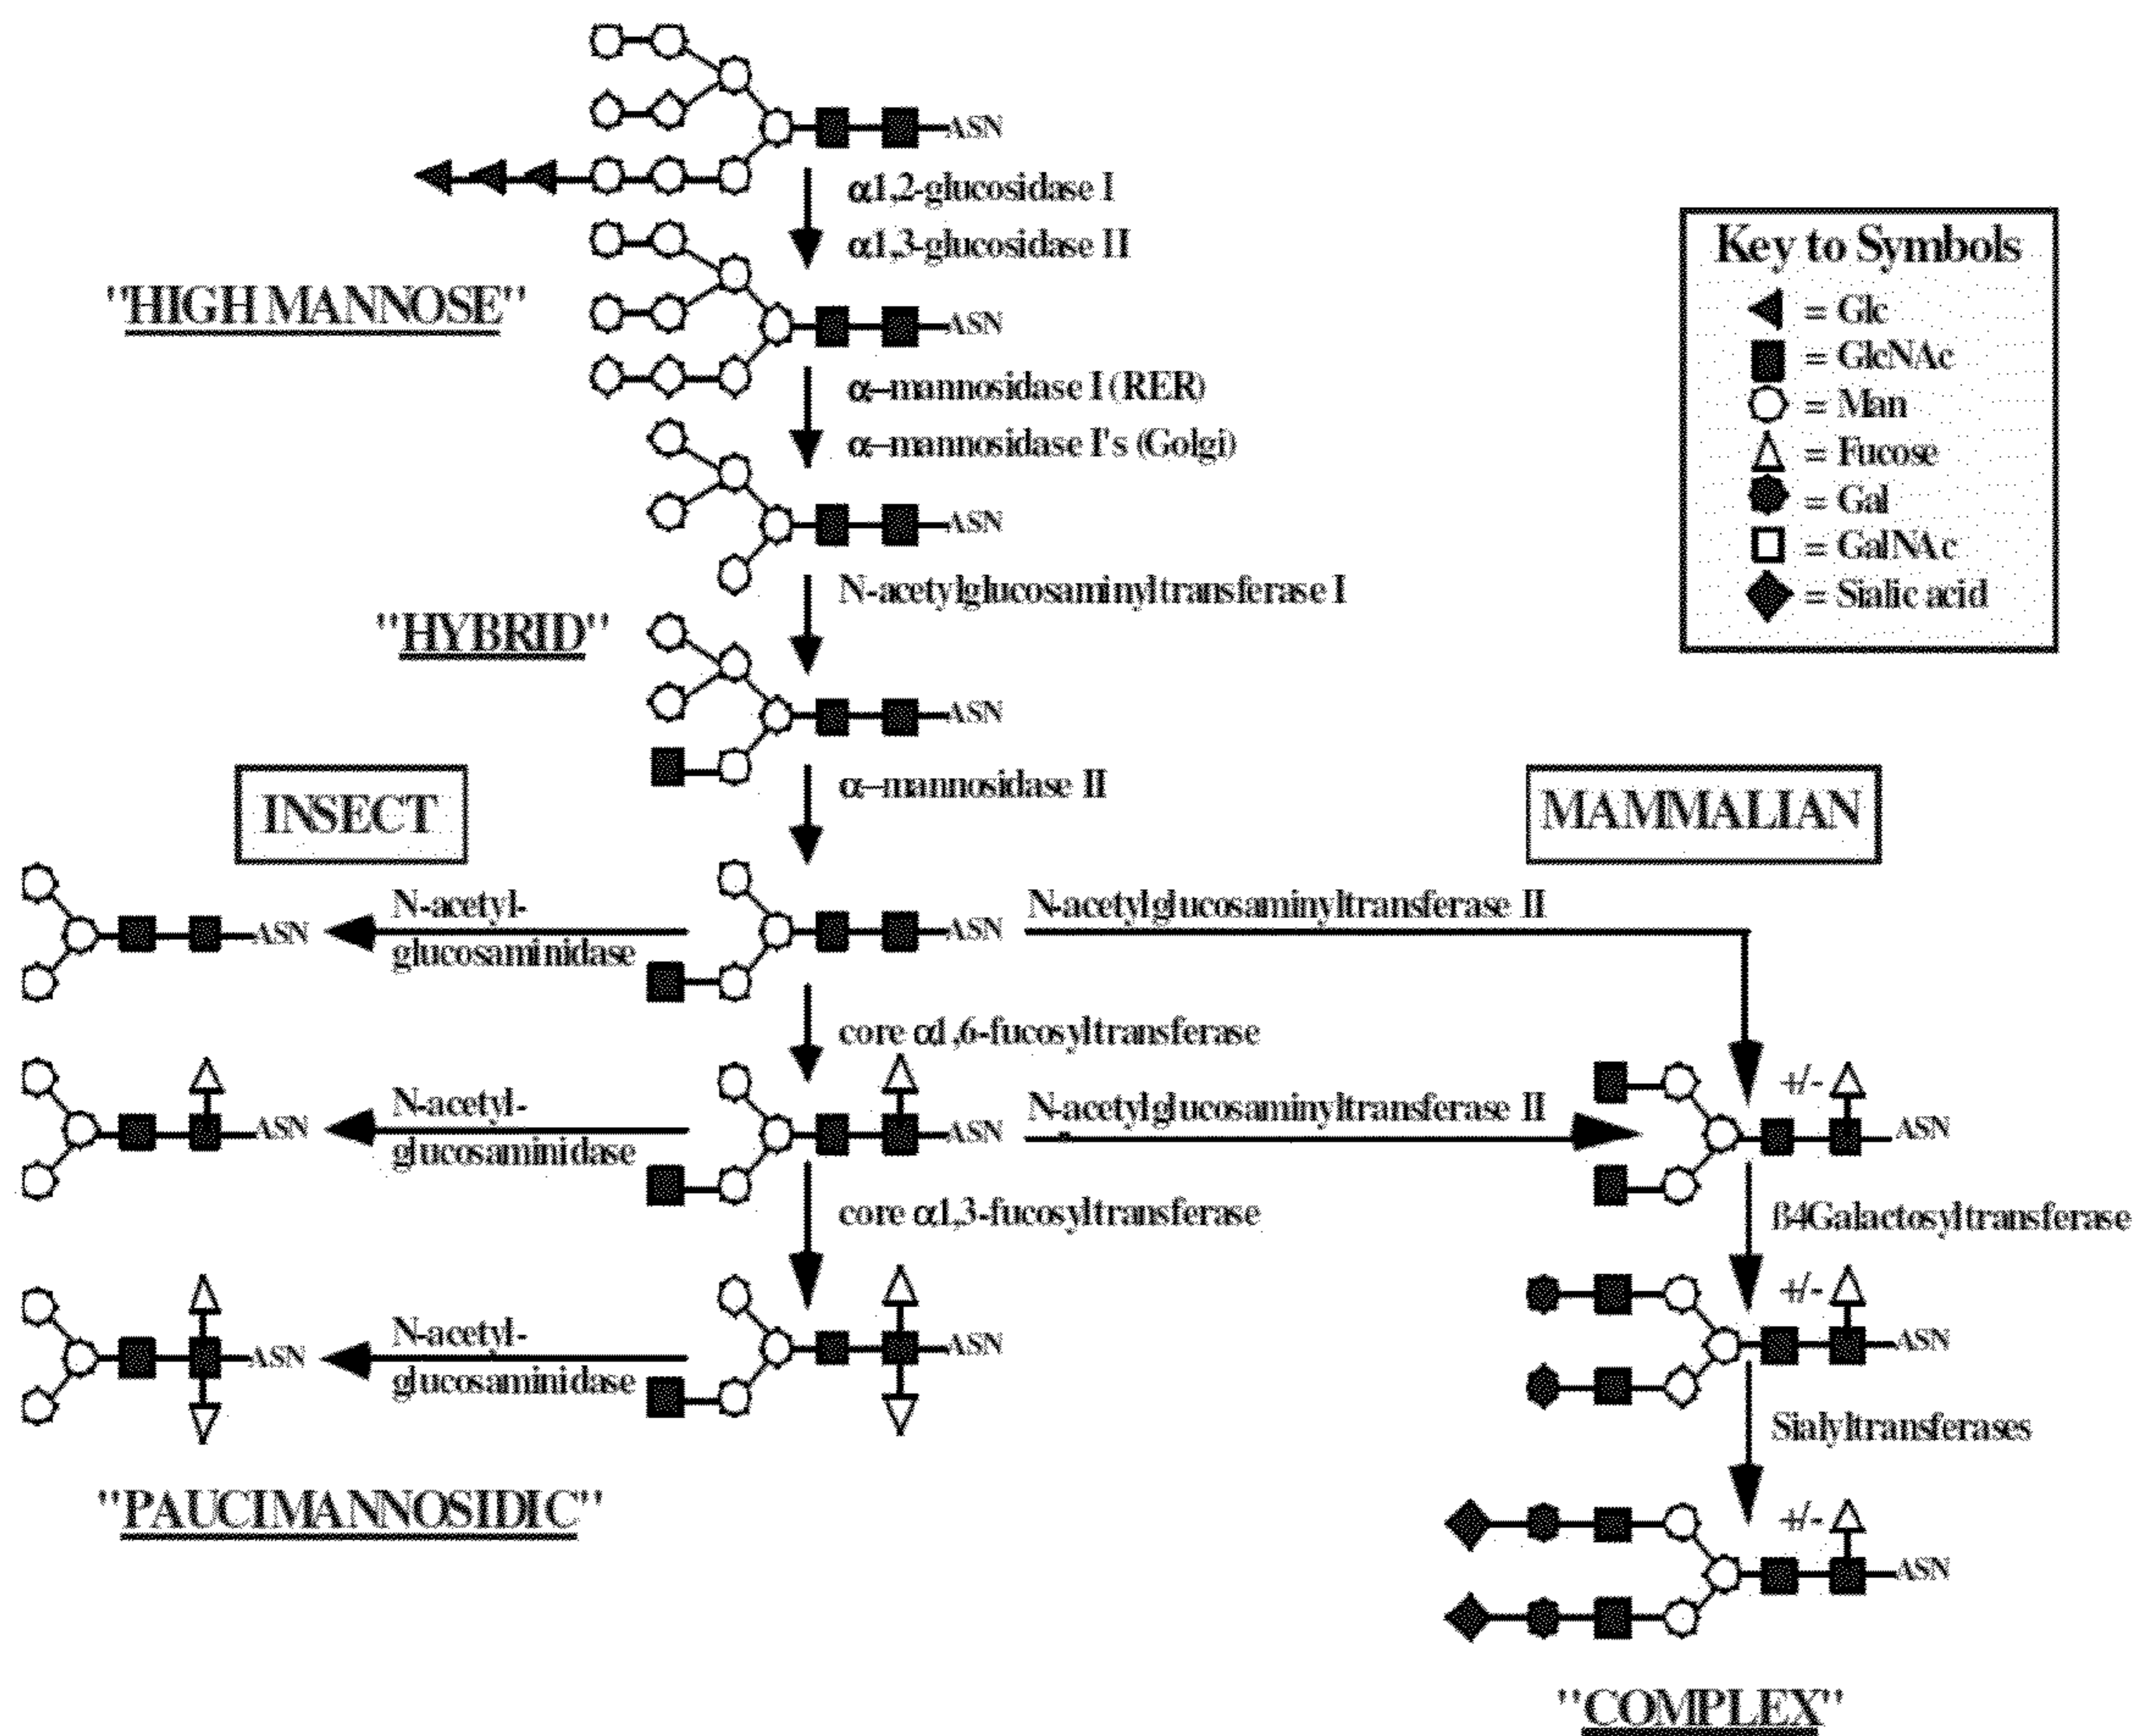 ASN
α1,2-glucosidase I
α1,3-glucosidase II
"HIGH MANNOSE"
ASN
α–mannosidase I (RER)
α–mannosidase I's (Golgi)
ASN
N-acetylglucosaminyltransferase I
"HYBRID"
ASN
α–mannosidase II
Key to Symbols
= Glc
= GlcNAc
= Man
= Fucose
= Gal
= GalNAc
= Sialic acid
INSECT
MAMMALIAN
ASN
N-acetyl-
glucosaminidase
ASN
N-acetylglucosaminyltransferase II
core α1,6-fucosyltransferase
ASN
N-acetyl-
glucosaminidase
ASN
N-acetylglucosaminyltransferase II
+/-
ASN
core α1,3-fucosyltransferase
ß4Galactosyltransferase
ASN
N-acetyl-
glucosaminidase
ASN
+/-
ASN
Sialyltransferases
"PAUCIMANNOSIDIC"
+/-
ASN
"COMPLEX"